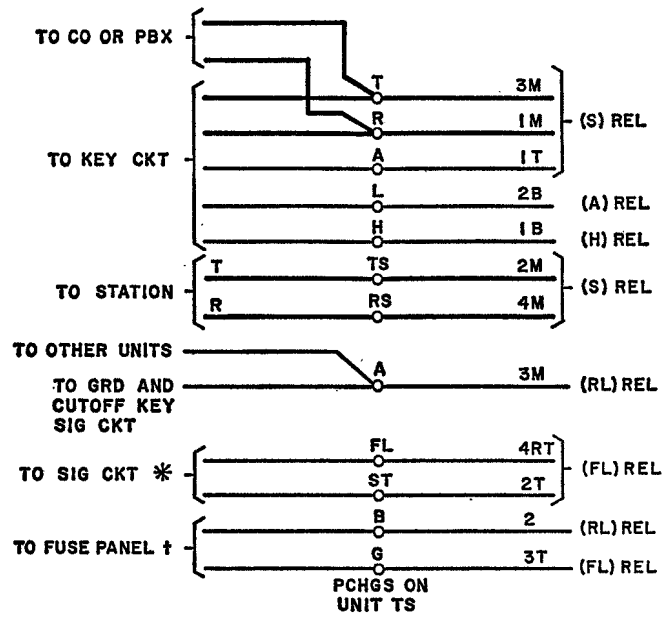 TO CO OR PBX
T 3M
R 1M (S) REL
A 1T
TO KEY CKT
L 2B (A) REL
H 1B (H) REL
T TS 2M
TO STATION (S) REL
R RS 4M
TO OTHER UNITS
A 3M
TO GRD AND (RL) REL
CUTOFF KEY
SIG CKT
FL 4RT
TO SIG CKT * (FL) REL
ST 2T
B 2 (RL) REL
TO FUSE PANEL †
G 3T (FL) REL
PCHGS ON
UNIT TS